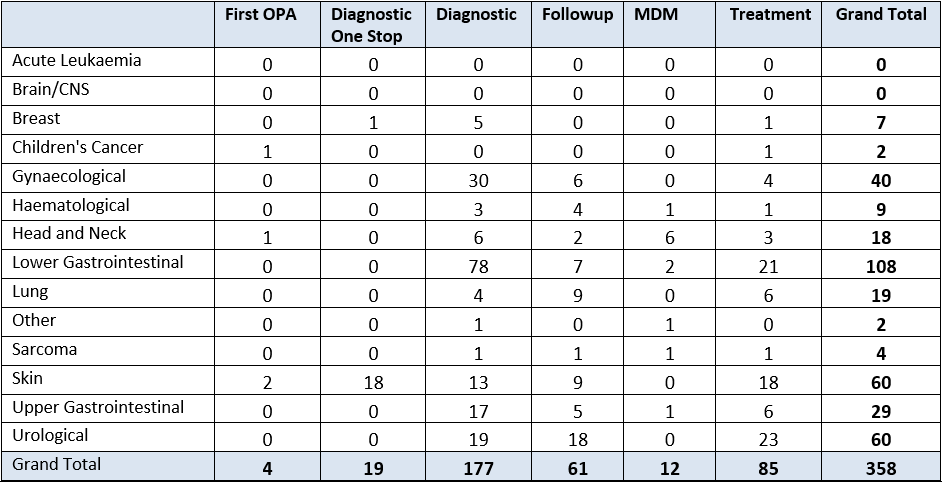 First OPA Diagnostic One Stop Diagnostic Followup MDM Treatment Grand Total
Acute Leukaemia 0 0 0 0 0 0 0
Brain/CNS 0 0 0 0 0 0 0
Breast 0 1 5 0 0 1 7
Children's Cancer 1 0 0 0 0 1 2
Gynaecological 0 0 30 6 0 4 40
Haematological 0 0 3 4 1 1 9
Head and Neck 1 0 6 2 6 3 18
Lower Gastrointestinal 0 0 78 7 2 21 108
Lung 0 0 4 9 0 6 19
Other 0 0 1 0 1 0 2
Sarcoma 0 0 1 1 1 1 4
Skin 2 18 13 9 0 18 60
Upper Gastrointestinal 0 0 17 5 1 6 29
Urological 0 0 19 18 0 23 60
Grand Total 4 19 177 61 12 85 358